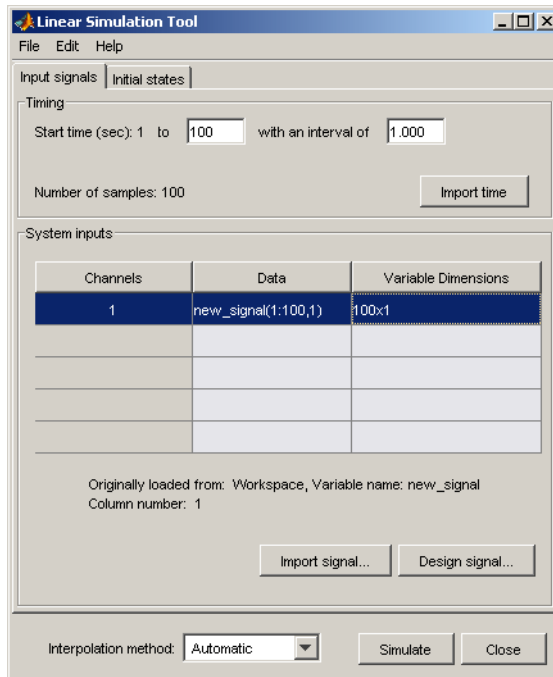 Linear Simulation Tool
File Edit Help
Input signals Initial states
Timing
Start time (sec): 1 to 100 with an interval of 1.000
Number of samples: 100 Import time
System inputs
Channels Data Variable Dimensions
1 new_signal(1:100,1) 100x1
Originally loaded from: Workspace, Variable name: new_signal
Column number: 1
Import signal... Design signal...
Interpolation method: Automatic Simulate Close